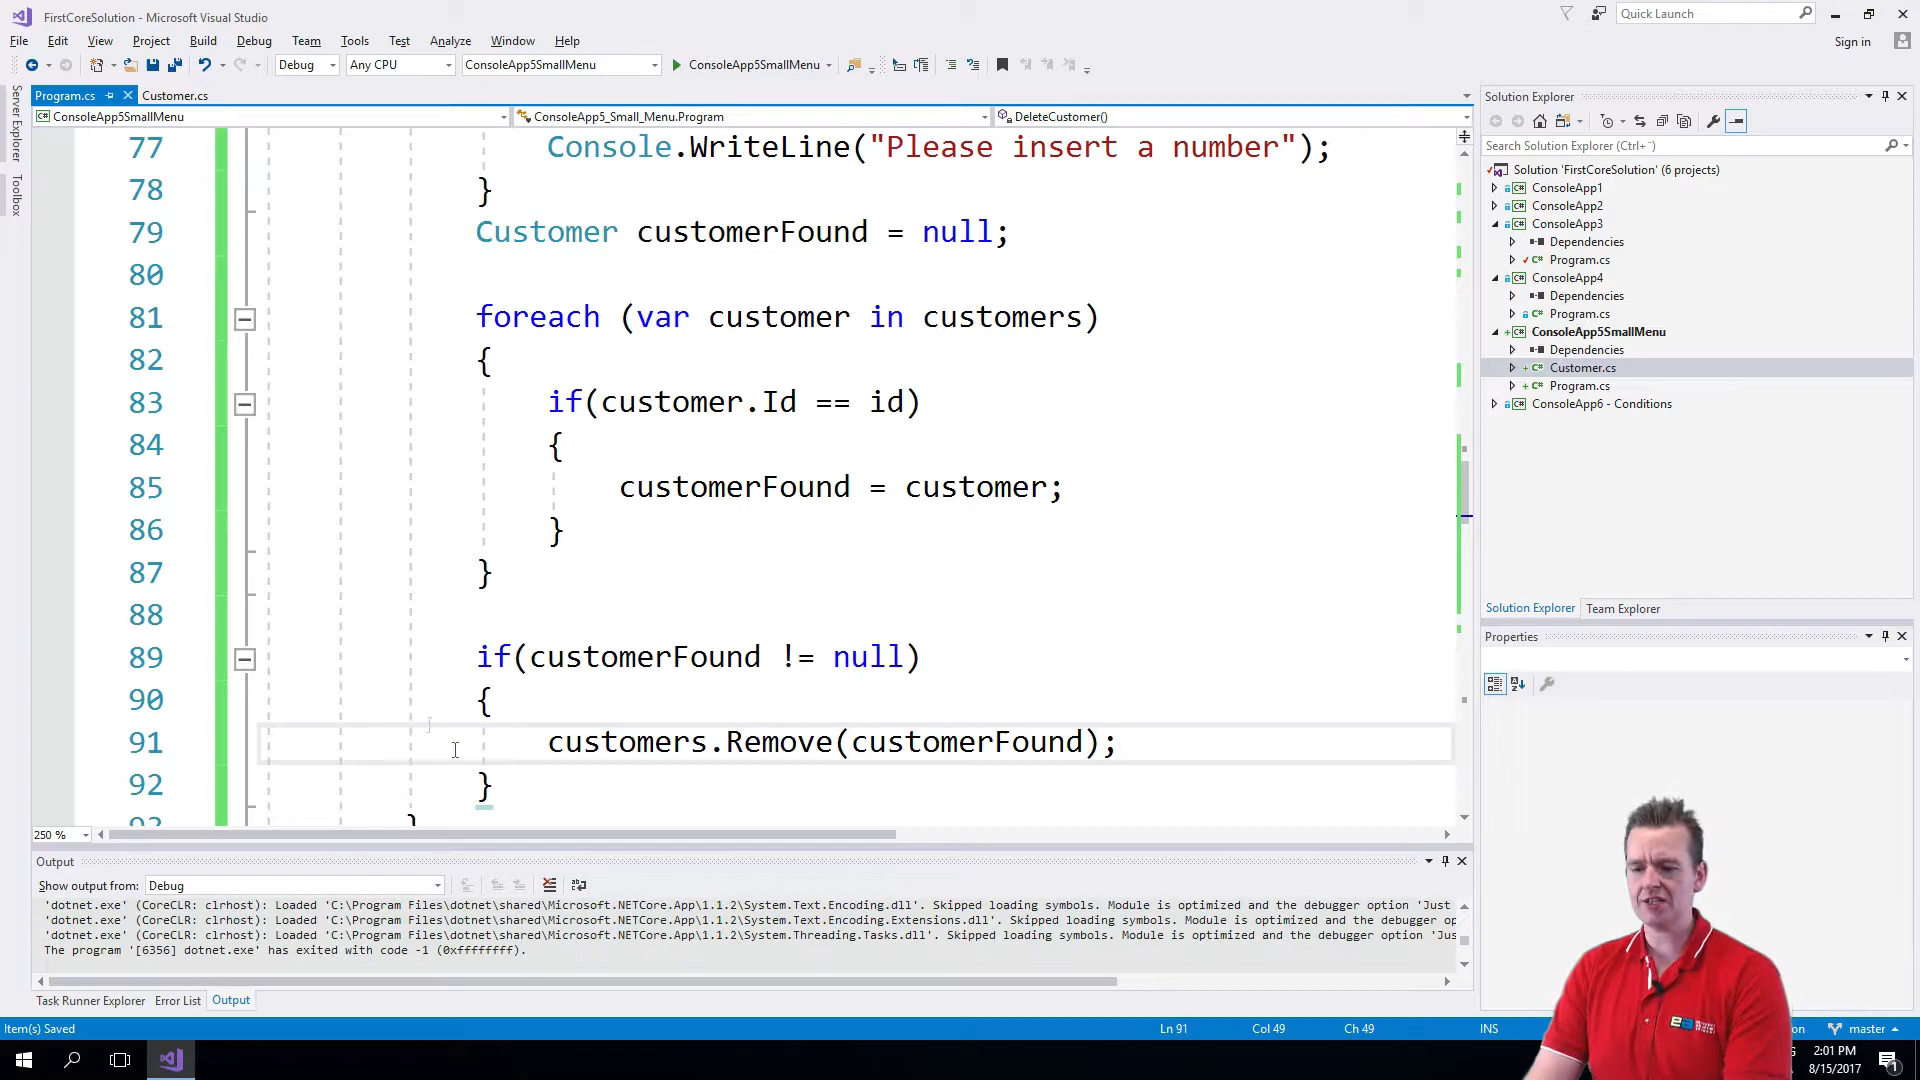 FirstCoreSolution - Microsoft Visual Studio
Quick Launch
File Edit View Project Build Debug Team Tools Test Analyze Window Help
Sign in
Debug Any CPU ConsoleApp5SmallMenu ConsoleApp5SmallMenu
Server Explorer
Toolbox
Program.cs Customer.cs
ConsoleApp5SmallMenu ConsoleApp5_Small_Menu.Program DeleteCustomer()
77 Console.WriteLine("Please insert a number");
78 }
79 Customer customerFound = null;
80
81 foreach (var customer in customers)
82 {
83 if(customer.Id == id)
84 {
85 customerFound = customer;
86 }
87 }
88
89 if(customerFound != null)
90 {
91 customers.Remove(customerFound);
92 }
93 }
250 %
Solution Explorer
Search Solution Explorer (Ctrl+¨)
Solution 'FirstCoreSolution' (6 projects)
ConsoleApp1
ConsoleApp2
ConsoleApp3
Dependencies
Program.cs
ConsoleApp4
Dependencies
Program.cs
ConsoleApp5SmallMenu
Dependencies
Customer.cs
Program.cs
ConsoleApp6 - Conditions
Solution Explorer Team Explorer
Properties
Output
Show output from: Debug
'dotnet.exe' (CoreCLR: clrhost): Loaded 'C:\Program Files\dotnet\shared\Microsoft.NETCore.App\1.1.2\System.Text.Encoding.dll'. Skipped loading symbols. Module is optimized and the debugger option 'Just
'dotnet.exe' (CoreCLR: clrhost): Loaded 'C:\Program Files\dotnet\shared\Microsoft.NETCore.App\1.1.2\System.Text.Encoding.Extensions.dll'. Skipped loading symbols. Module is optimized and the debugger op
'dotnet.exe' (CoreCLR: clrhost): Loaded 'C:\Program Files\dotnet\shared\Microsoft.NETCore.App\1.1.2\System.Threading.Tasks.dll'. Skipped loading symbols. Module is optimized and the debugger option 'Jus
The program '[6356] dotnet.exe' has exited with code -1 (0xffffffff).
Task Runner Explorer Error List Output
Item(s) Saved Ln 91 Col 49 Ch 49 INS on master
2:01 PM
8/15/2017
1